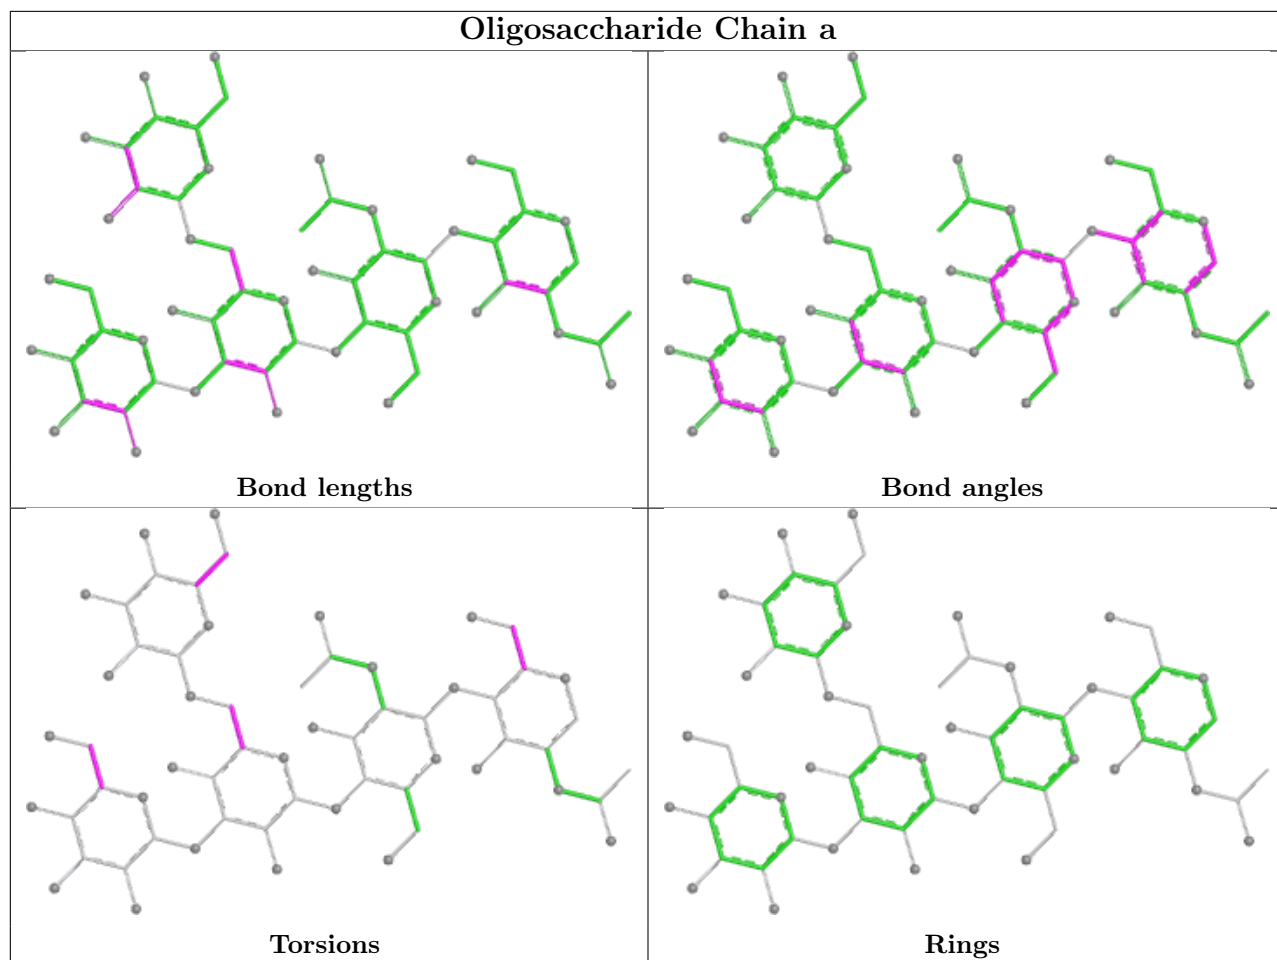 Oligosaccharide Chain a
Bond lengths
Bond angles
Torsions
Rings